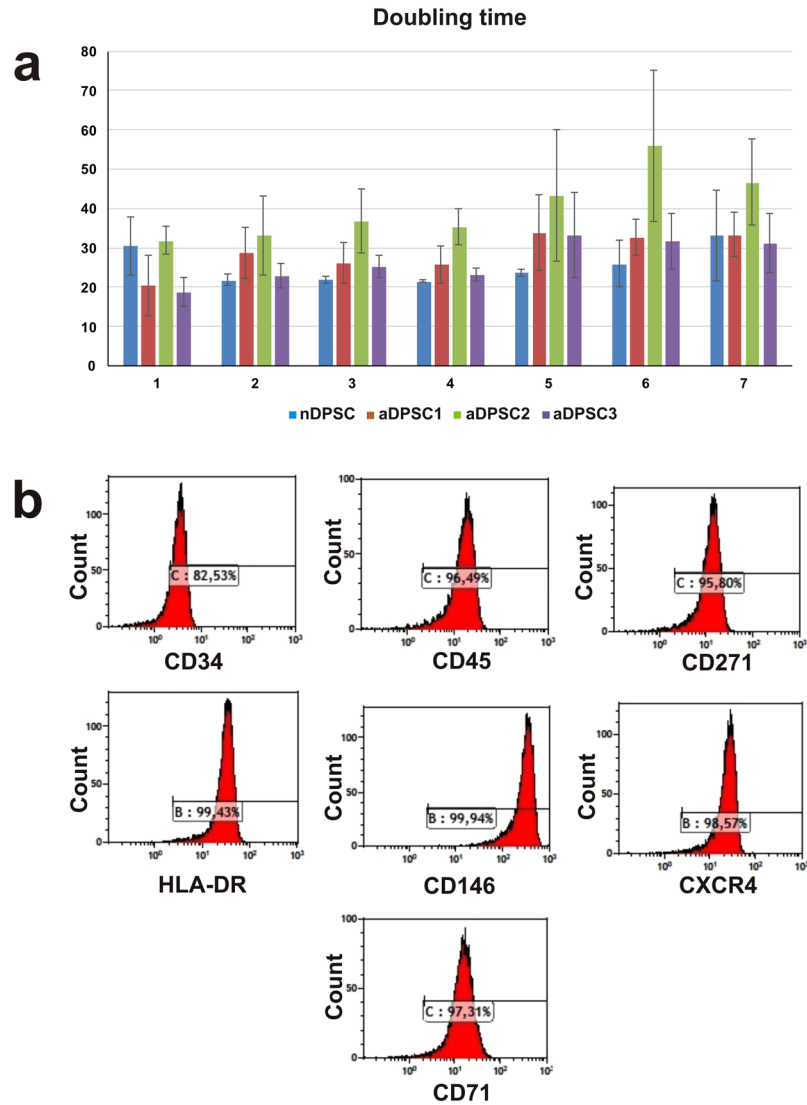 Doubling time
a
80
70
60
50
40
30
20
10
0
1 2 3 4 5 6 7
nDPSC aDPSC1 aDPSC2 aDPSC3
b
Count
100
50
0
C : 82,53%
10⁰ 10¹ 10² 10³
CD34
Count
100
50
0
C : 96,49%
10⁰ 10¹ 10² 10³
CD45
Count
100
50
0
C : 95,80%
10⁰ 10¹ 10² 10³
CD271
Count
100
50
0
B : 99,43%
10⁰ 10¹ 10² 10³
HLA-DR
Count
100
50
0
B : 99,94%
10⁰ 10¹ 10² 10³
CD146
Count
100
50
0
B : 98,57%
10⁰ 10¹ 10² 10³
CXCR4
Count
100
50
0
C : 97,31%
10⁰ 10¹ 10² 10³
CD71